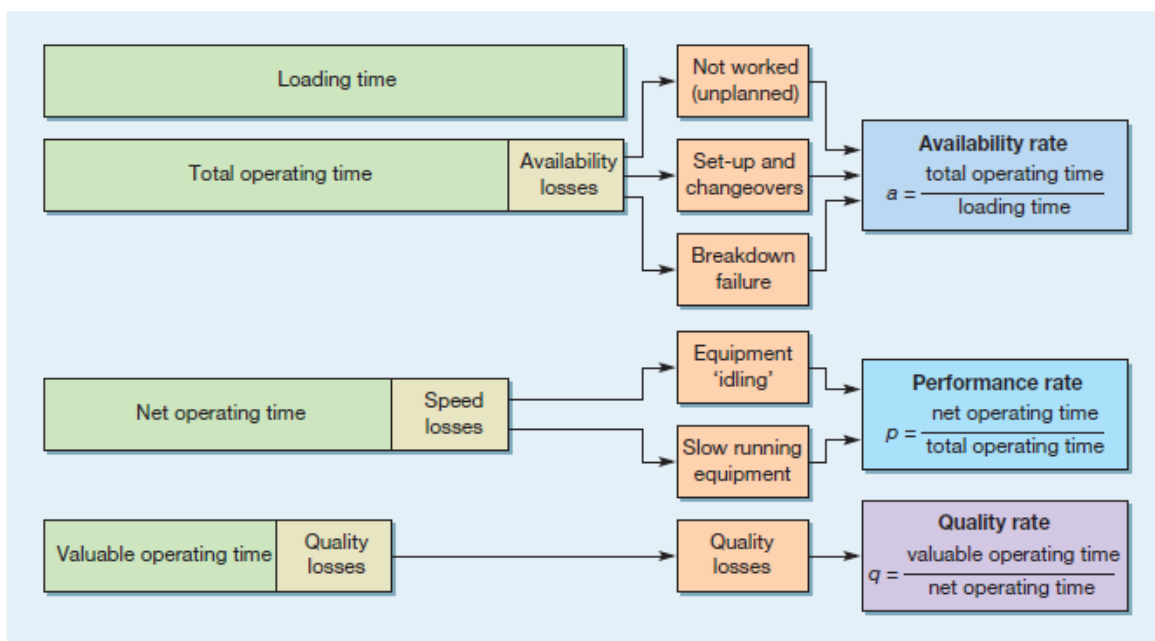 Loading time
Not worked
(unplanned)
Total operating time
Availability
losses
Set-up and
changeovers
Breakdown
failure
Availability rate
a = total operating time
loading time
Net operating time
Speed
losses
Equipment
‘idling’
Slow running
equipment
Performance rate
p = net operating time
total operating time
Valuable operating time
Quality
losses
Quality
losses
Quality rate
q = valuable operating time
net operating time